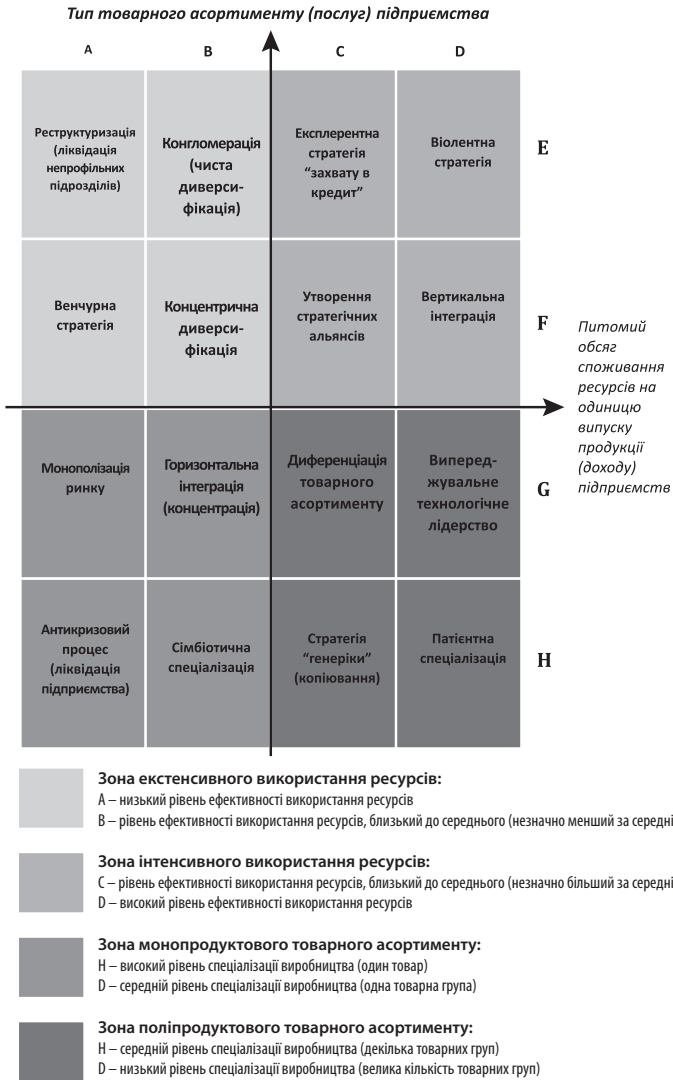 Тип товарного асортименту (послуг) підприємства
A B C D
Реструктуризація
(ліквідація
непрофільних
підрозділів)
Конгломерація
(чиста
диверси-
фікація)
Експлерентна
стратегія
“захвату в
кредит”
Віолентна
стратегія
E
Венчурна
стратегія
Концентрична
диверси-
фікація
Утворення
стратегічних
альянсів
Вертикальна
інтеграція
F
Питомий
обсяг
споживання
ресурсів на
одиницю
випуску
продукції
(доходу)
підприємств
Монополізація
ринку
Горизонтальна
інтеграція
(концентрація)
Диференціація
товарного
асортименту
Виперед-
жувальне
технологічне
лідерство
G
Антикризовий
процес
(ліквідація
підприємства)
Сімбіотична
спеціалізація
Стратегія
“генеріки”
(копіювання)
Патієнтна
спеціалізація
H
Зона екстенсивного використання ресурсів:
A – низький рівень ефективності використання ресурсів
B – рівень ефективності використання ресурсів, близький до середнього (незначно менший за середні
Зона інтенсивного використання ресурсів:
C – рівень ефективності використання ресурсів, близький до середнього (незначно більший за середні
D – високий рівень ефективності використання ресурсів
Зона монопродуктового товарного асортименту:
H – високий рівень спеціалізації виробництва (один товар)
D – середній рівень спеціалізації виробництва (одна товарна група)
Зона поліпродуктового товарного асортименту:
H – середній рівень спеціалізації виробництва (декілька товарних груп)
D – низький рівень спеціалізації виробництва (велика кількість товарних груп)